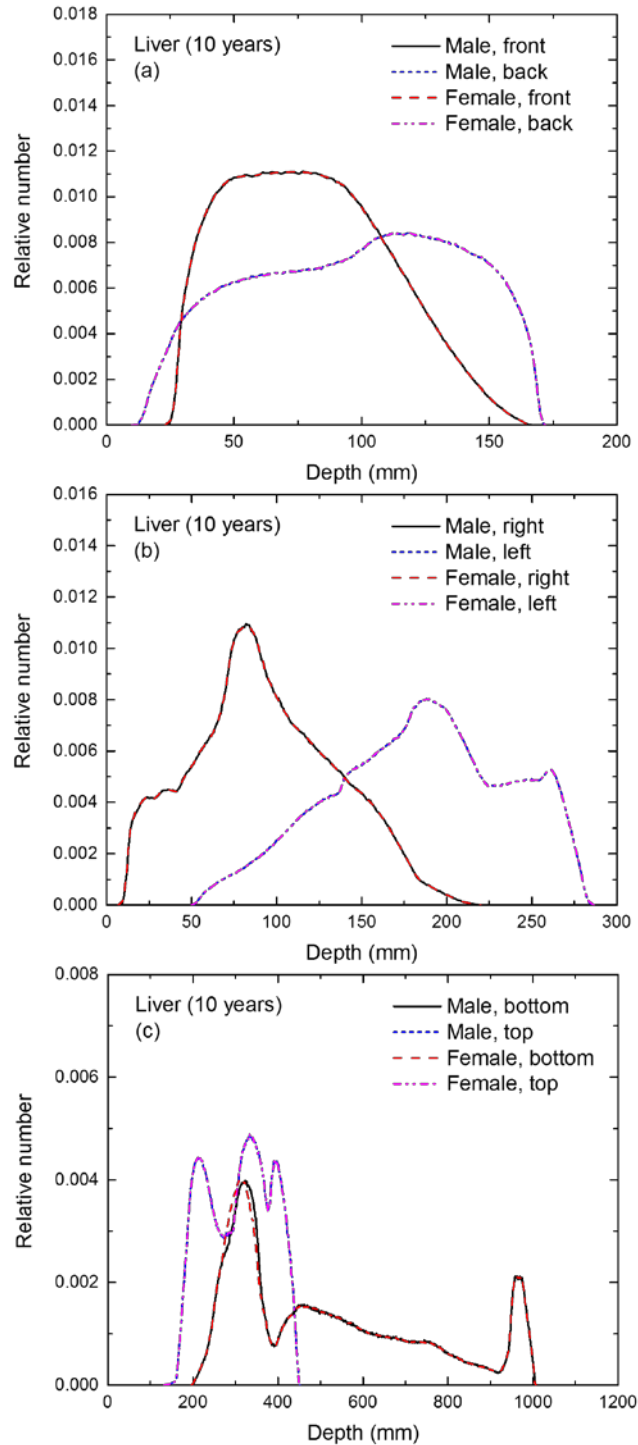 0.018
0.016
0.014
0.012
0.010
0.008
0.006
0.004
0.002
0.000
Relative number
Liver (10 years)
(a)
Male, front
Male, back
Female, front
Female, back
0 50 100 150 200
Depth (mm)
0.016
0.014
0.012
0.010
0.008
0.006
0.004
0.002
0.000
Relative number
Liver (10 years)
(b)
Male, right
Male, left
Female, right
Female, left
0 50 100 150 200 250 300
Depth (mm)
0.008
0.006
0.004
0.002
0.000
Relative number
Liver (10 years)
(c)
Male, bottom
Male, top
Female, bottom
Female, top
0 200 400 600 800 1000 1200
Depth (mm)